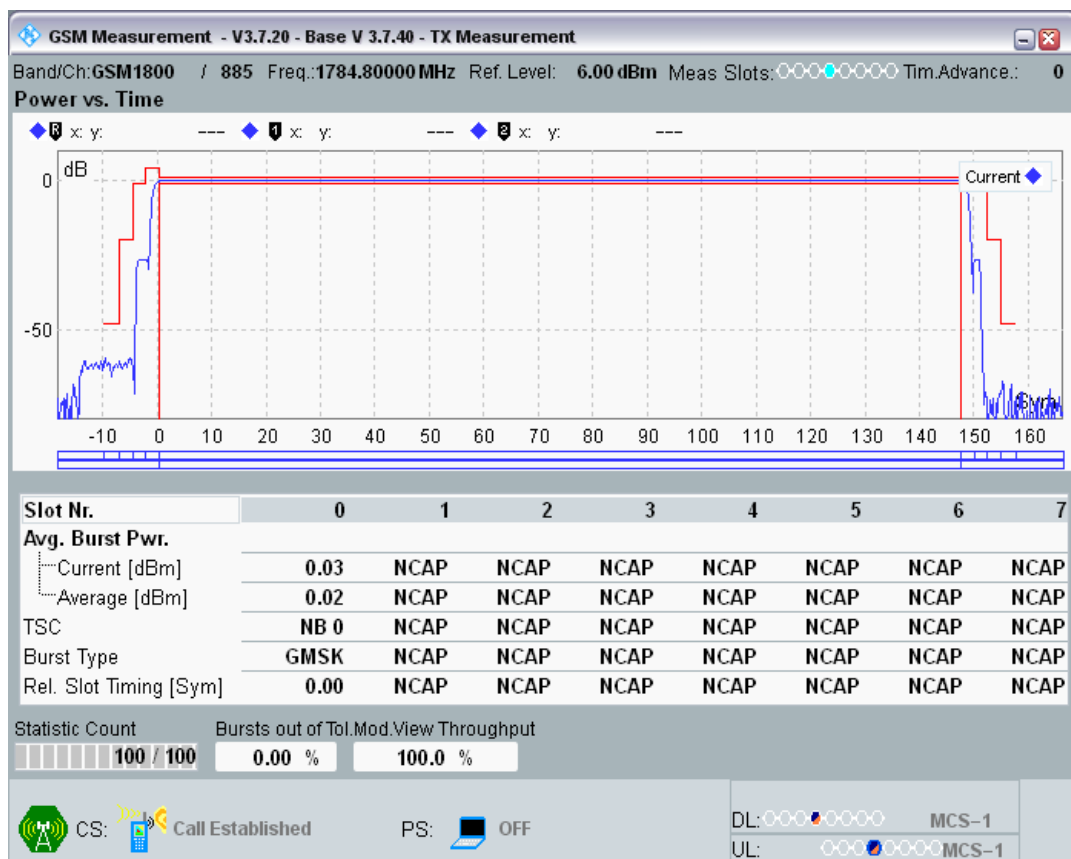 GSM Measurement - V3.7.20 - Base V 3.7.40 - TX Measurement
Band/Ch:GSM1800 / 885 Freq.:1784.80000 MHz Ref. Level: 6.00 dBm Meas Slots: Tim.Advance.: 0
Power vs. Time
R x: y: --- 1 x: y: --- 2 x: y: ---
dB
Current
0
-50
-10 0 10 20 30 40 50 60 70 80 90 100 110 120 130 140 150 160
Slot Nr. 0 1 2 3 4 5 6 7
Avg. Burst Pwr.
Current [dBm] 0.03 NCAP NCAP NCAP NCAP NCAP NCAP NCAP
Average [dBm] 0.02 NCAP NCAP NCAP NCAP NCAP NCAP NCAP
TSC NB 0 NCAP NCAP NCAP NCAP NCAP NCAP NCAP
Burst Type GMSK NCAP NCAP NCAP NCAP NCAP NCAP NCAP
Rel. Slot Timing [Sym] 0.00 NCAP NCAP NCAP NCAP NCAP NCAP NCAP
Statistic Count Bursts out of Tol. Mod.View Throughput
100 / 100 0.00 % 100.0 %
CS: Call Established PS: OFF DL: MCS-1
UL: MCS-1